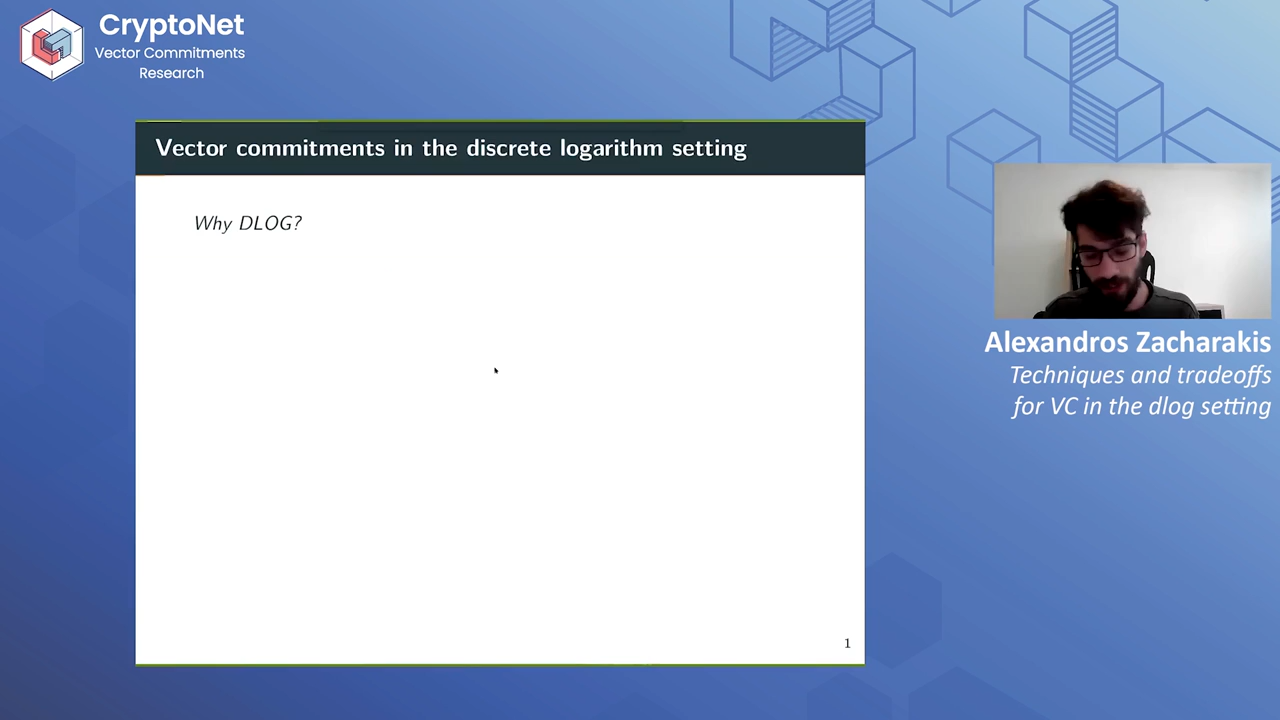 CryptoNet
Vector Commitments
Research
Vector commitments in the discrete logarithm setting
Why DLOG?
1
Alexandros Zacharakis
Techniques and tradeoffs
for VC in the dlog setting